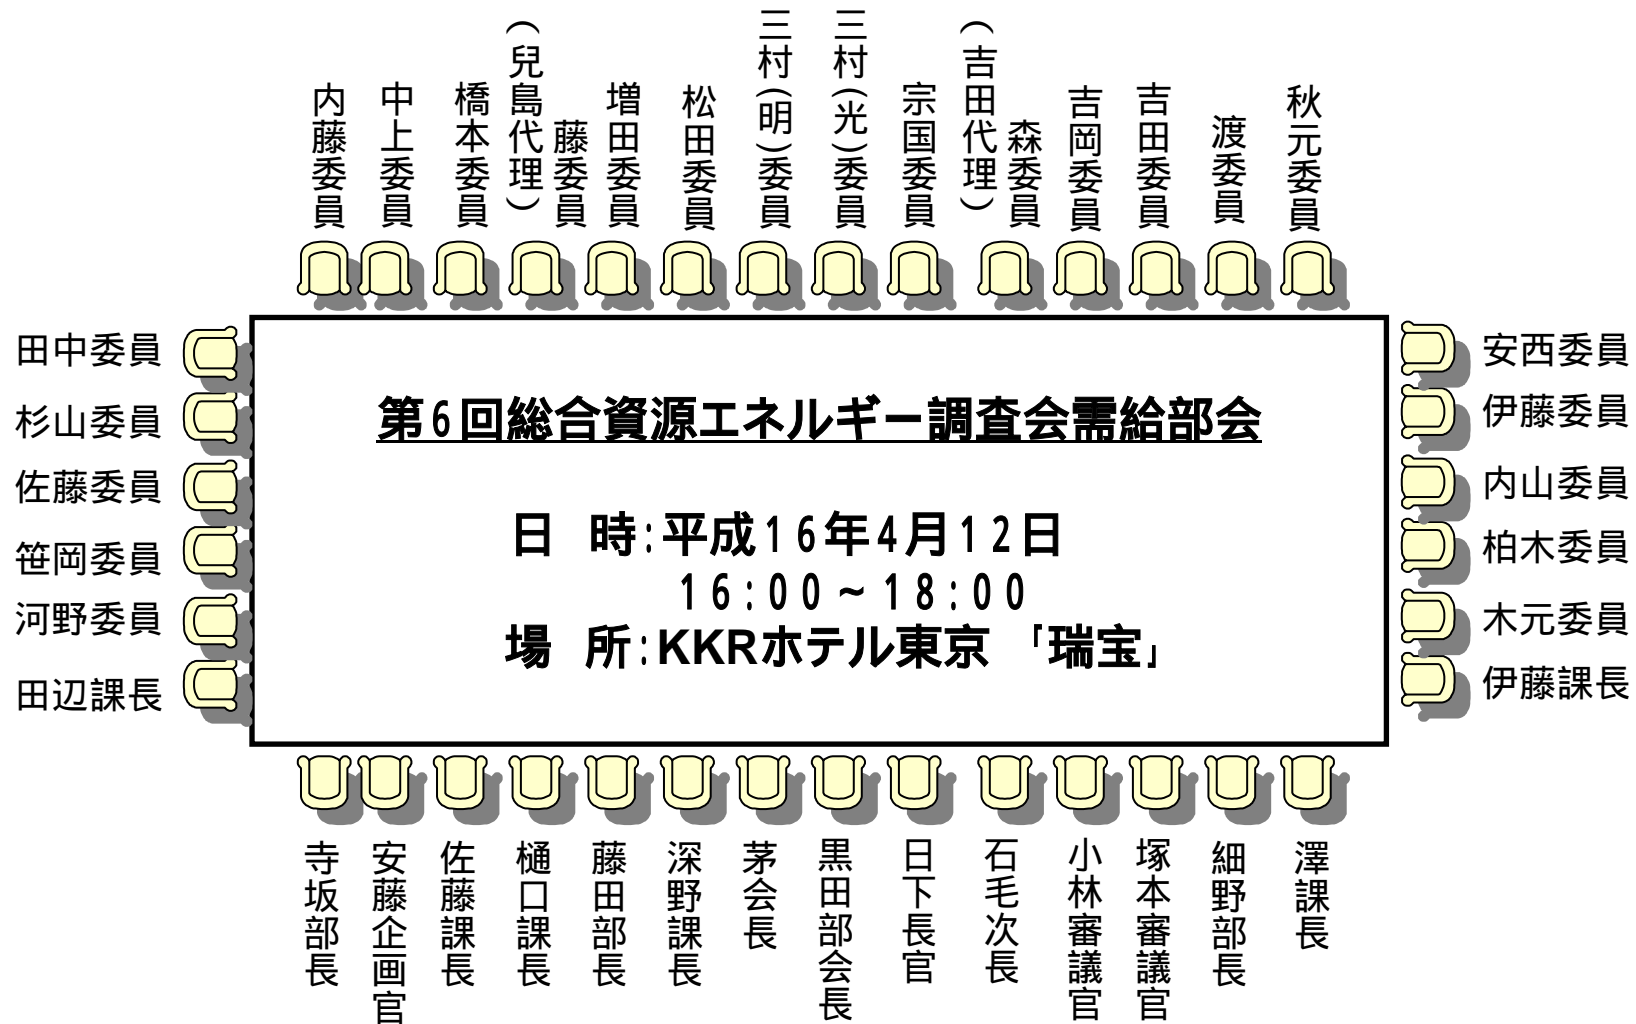 内藤委員
中上委員
橋本委員
(兒島代理)
藤委員
増田委員
松田委員
三村(明)委員
三村(光)委員
宗国委員
(吉田代理)
森委員
吉岡委員
吉田委員
渡委員
秋元委員
田中委員
杉山委員
佐藤委員
笹岡委員
河野委員
田辺課長
第6回総合資源エネルギー調査会需給部会
日 時:平成16年4月12日
16:00~18:00
場 所:KKRホテル東京 「瑞宝」
安西委員
伊藤委員
内山委員
柏木委員
木元委員
伊藤課長
寺坂部長
安藤企画官
佐藤課長
樋口課長
藤田部長
深野課長
茅会長
黒田部会長
日下長官
石毛次長
小林審議官
塚本審議官
細野部長
澤課長